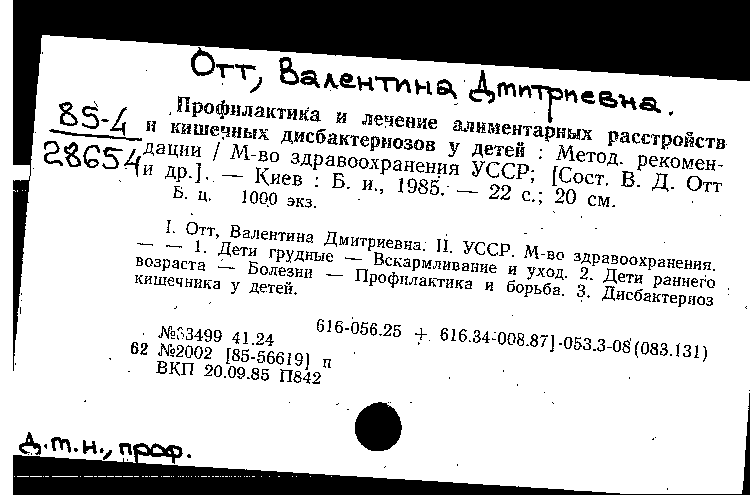 Отт, Валентина Дмитриевна.
85-4
28654
Профилактика и лечение алиментарных расстройств
и кишечных дисбактериозов у детей : Метод. рекомен-
дации / М-во здравоохранения УССР; [Сост. В. Д. Отт
и др.]. — Киев : Б. и., 1985. — 22 с.; 20 см.
Б. ц. 1000 экз.
I. Отт, Валентина Дмитриевна. II. УССР. М-во здравоохранения.
— — 1. Дети грудные — Вскармливание и уход. 2. Дети раннего
возраста — Болезни — Профилактика и борьба. 3. Дисбактериоз
кишечника у детей.
616-056.25 + 616.34-008.87]-053.3-08(083.131)
№33499 41.24
62 №2002 [85-56619] п
ВКП 20.09.85 П842
Д.т.н., проф.